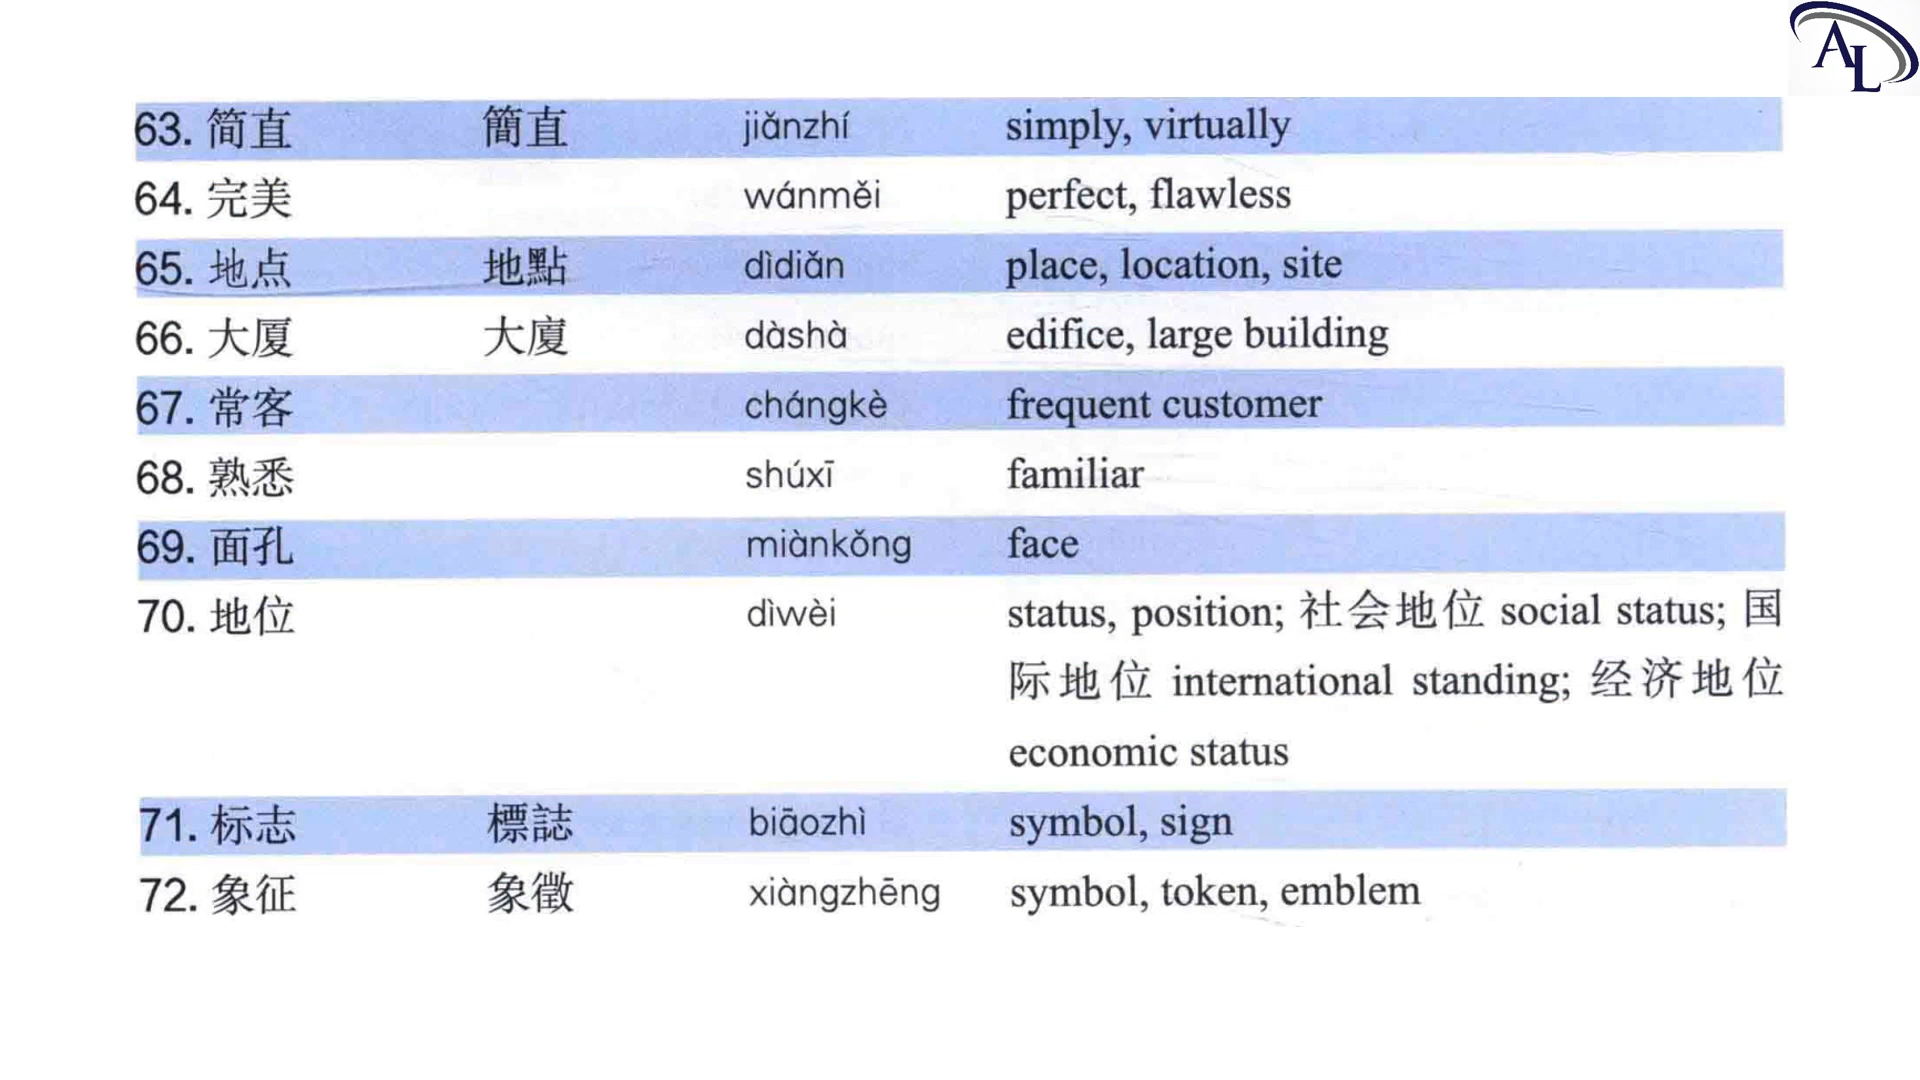 AL
63. 简直 簡直 jiǎnzhí simply, virtually
64. 完美 wánměi perfect, flawless
65. 地点 地點 dìdiǎn place, location, site
66. 大厦 大廈 dàshà edifice, large building
67. 常客 chángkè frequent customer
68. 熟悉 shúxī familiar
69. 面孔 miànkǒng face
70. 地位 dìwèi status, position; 社会地位 social status; 国
际地位 international standing; 经济地位
economic status
71. 标志 標誌 biāozhì symbol, sign
72. 象征 象徵 xiàngzhēng symbol, token, emblem